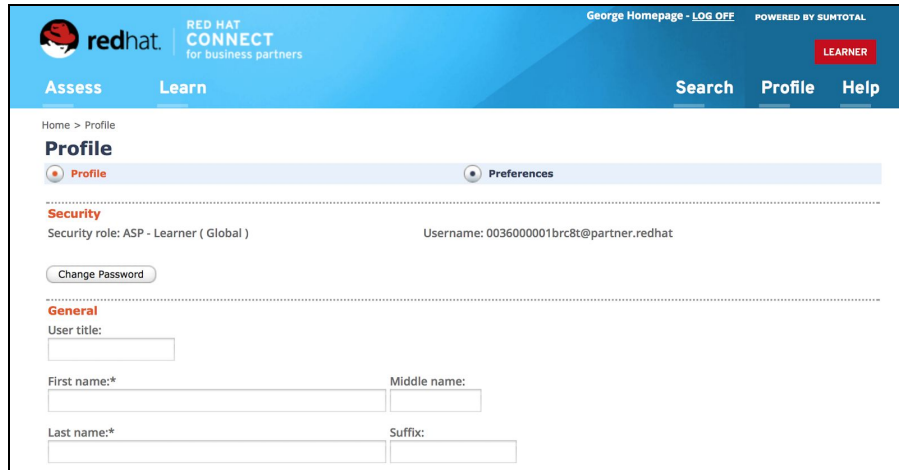 George Homepage - LOG OFF POWERED BY SUMTOTAL
redhat. RED HAT
CONNECT
for business partners
LEARNER
Assess Learn Search Profile Help
Home > Profile
Profile
Profile Preferences
Security
Security role: ASP - Learner ( Global ) Username: 0036000001brc8t@partner.redhat
Change Password
General
User title:
First name:* Middle name:
Last name:* Suffix: